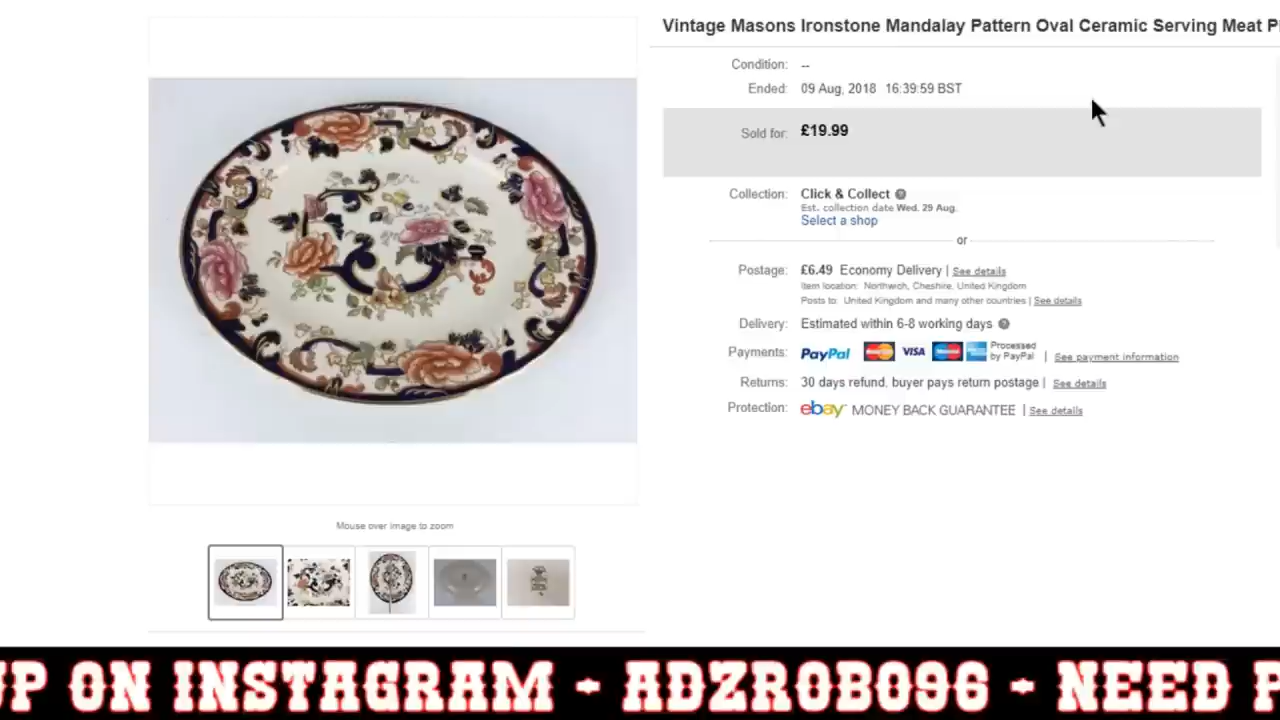 Vintage Masons Ironstone Mandalay Pattern Oval Ceramic Serving Meat P
Condition: --
Ended: 09 Aug, 2018 16:39:59 BST
Sold for: £19.99
Collection: Click & Collect
Est. collection date Wed. 29 Aug.
Select a shop
or
Postage: £6.49 Economy Delivery | See details
Item location: Northwich, Cheshire, United Kingdom
Posts to: United Kingdom and many other countries | See details
Delivery: Estimated within 6-8 working days
Payments: PayPal MasterCard VISA Processed by PayPal | See payment information
Returns: 30 days refund, buyer pays return postage | See details
Protection: ebay MONEY BACK GUARANTEE | See details
Mouse over image to zoom
UP ON INSTAGRAM - ADZROBO96 - NEED P